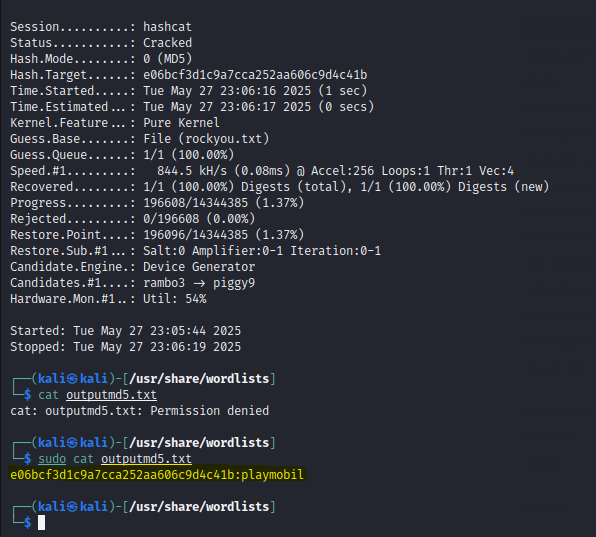 Session..........: hashcat
Status...........: Cracked
Hash.Mode........: 0 (MD5)
Hash.Target......: e06bcf3d1c9a7cca252aa606c9d4c41b
Time.Started.....: Tue May 27 23:06:16 2025 (1 sec)
Time.Estimated...: Tue May 27 23:06:17 2025 (0 secs)
Kernel.Feature...: Pure Kernel
Guess.Base.......: File (rockyou.txt)
Guess.Queue......: 1/1 (100.00%)
Speed.#1.........:   844.5 kH/s (0.08ms) @ Accel:256 Loops:1 Thr:1 Vec:4
Recovered........: 1/1 (100.00%) Digests (total), 1/1 (100.00%) Digests (new)
Progress.........: 196608/14344385 (1.37%)
Rejected.........: 0/196608 (0.00%)
Restore.Point....: 196096/14344385 (1.37%)
Restore.Sub.#1...: Salt:0 Amplifier:0-1 Iteration:0-1
Candidate.Engine.: Device Generator
Candidates.#1....: rambo3 -> piggy9
Hardware.Mon.#1..: Util: 54%
Started: Tue May 27 23:05:44 2025
Stopped: Tue May 27 23:06:19 2025
┌──(kali㉿kali)-[/usr/share/wordlists]
└─$ cat outputmd5.txt
cat: outputmd5.txt: Permission denied
┌──(kali㉿kali)-[/usr/share/wordlists]
└─$ sudo cat outputmd5.txt
e06bcf3d1c9a7cca252aa606c9d4c41b:playmobil
┌──(kali㉿kali)-[/usr/share/wordlists]
└─$